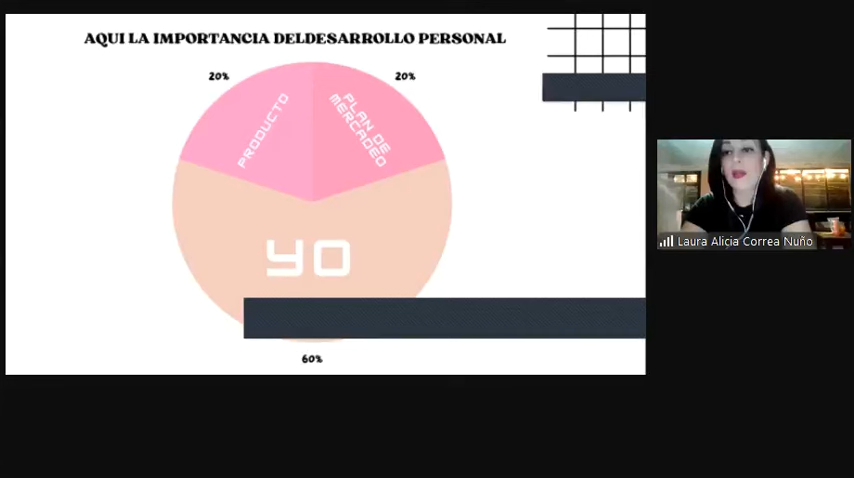 AQUI LA IMPORTANCIA DELDESARROLLO PERSONAL
20%
20%
PRODUCTO
PLAN DE
MERCADEO
YO
60%
Laura Alicia Correa Nuño